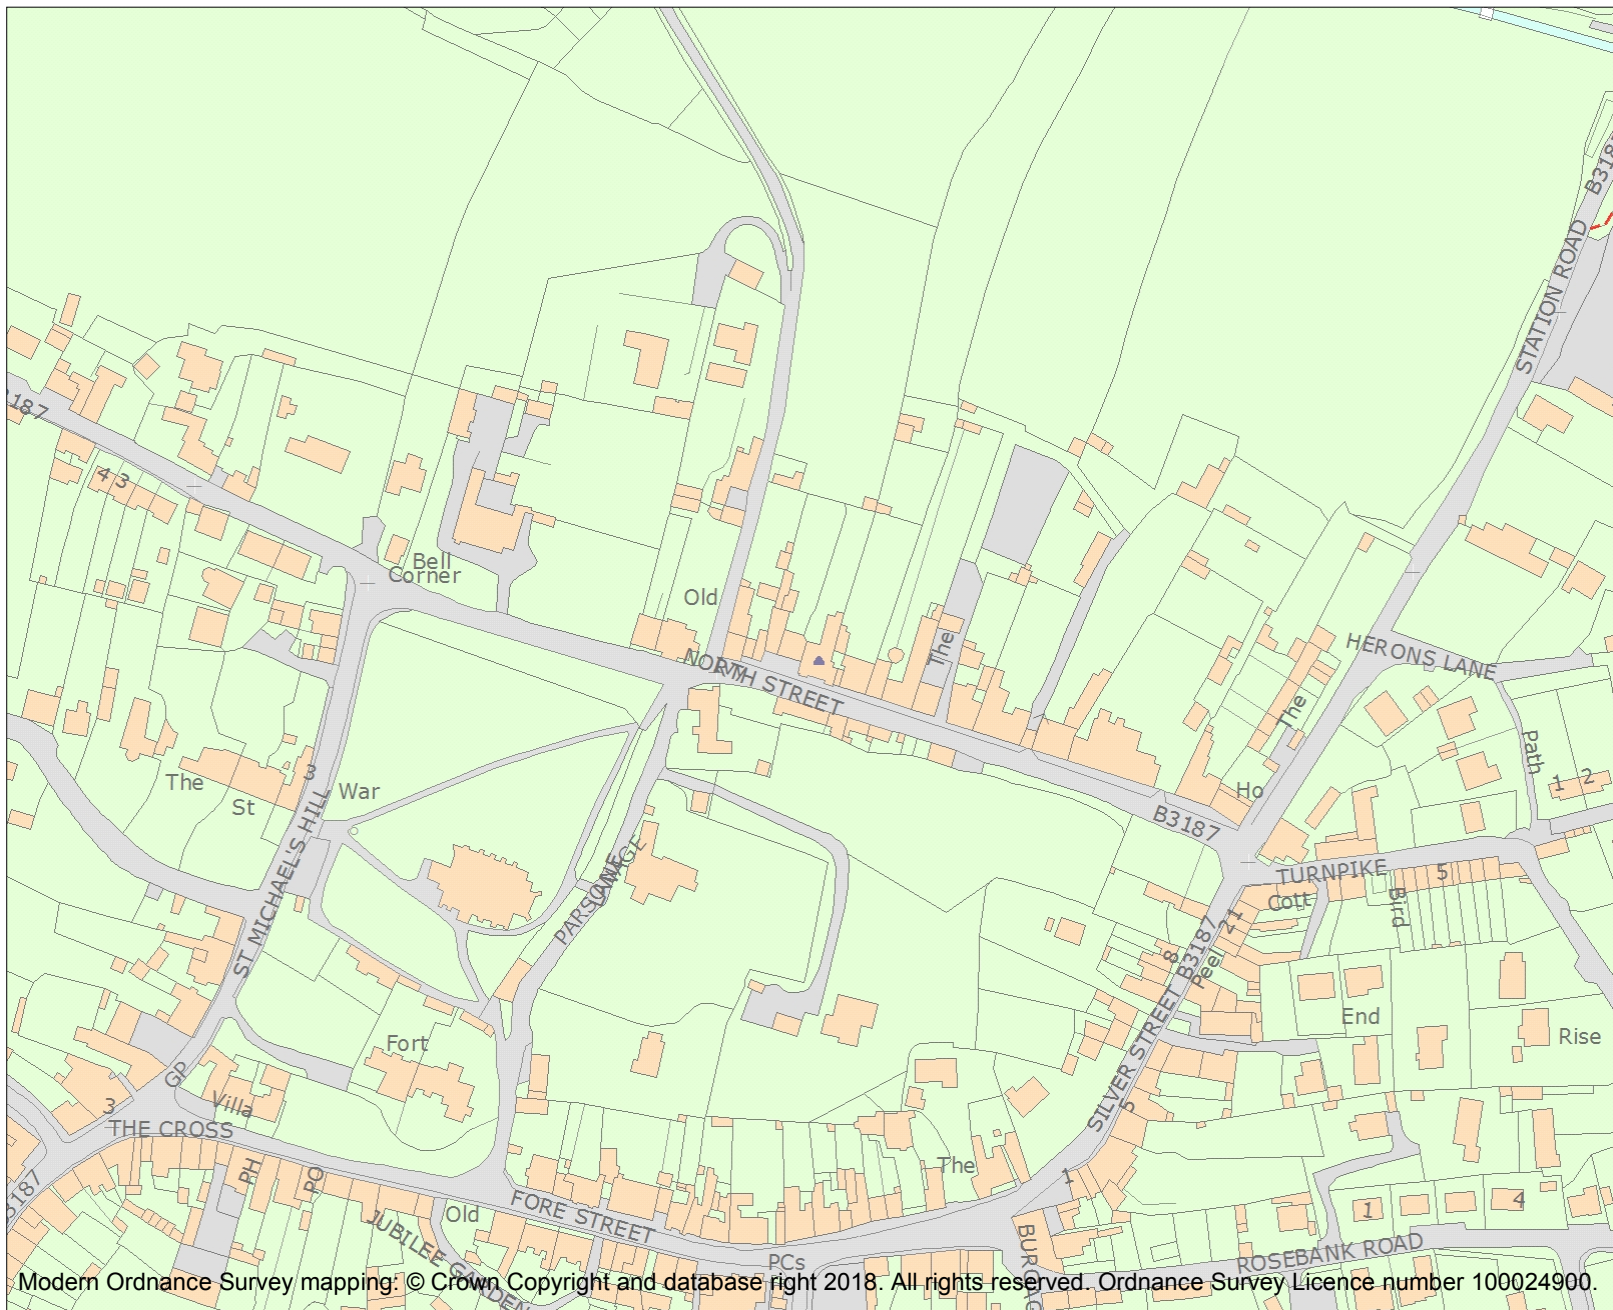 B318
STATION ROAD
3187
4 3
Bell
Corner
Old
The
NORTH STREET
HERONS LANE
The
Path
1 2
The
St
3
War
Ho
B3187
TURNPIKE
5
Cott
Bird
ST MICHAEL'S HILL
PARSONAGE
LANE
21
8
B3187
Peel
End
Rise
Fort
GP
Villa
3
THE CROSS
SILVER STREET
5
The
1
PH
PO
3187
FORE STREET
Old
JUBILEE GARDEN
PCs
BURG
1
4
ROSEBANK ROAD
Modern Ordnance Survey mapping: © Crown Copyright and database right 2018. All rights reserved. Ordnance Survey Licence number 100024900.